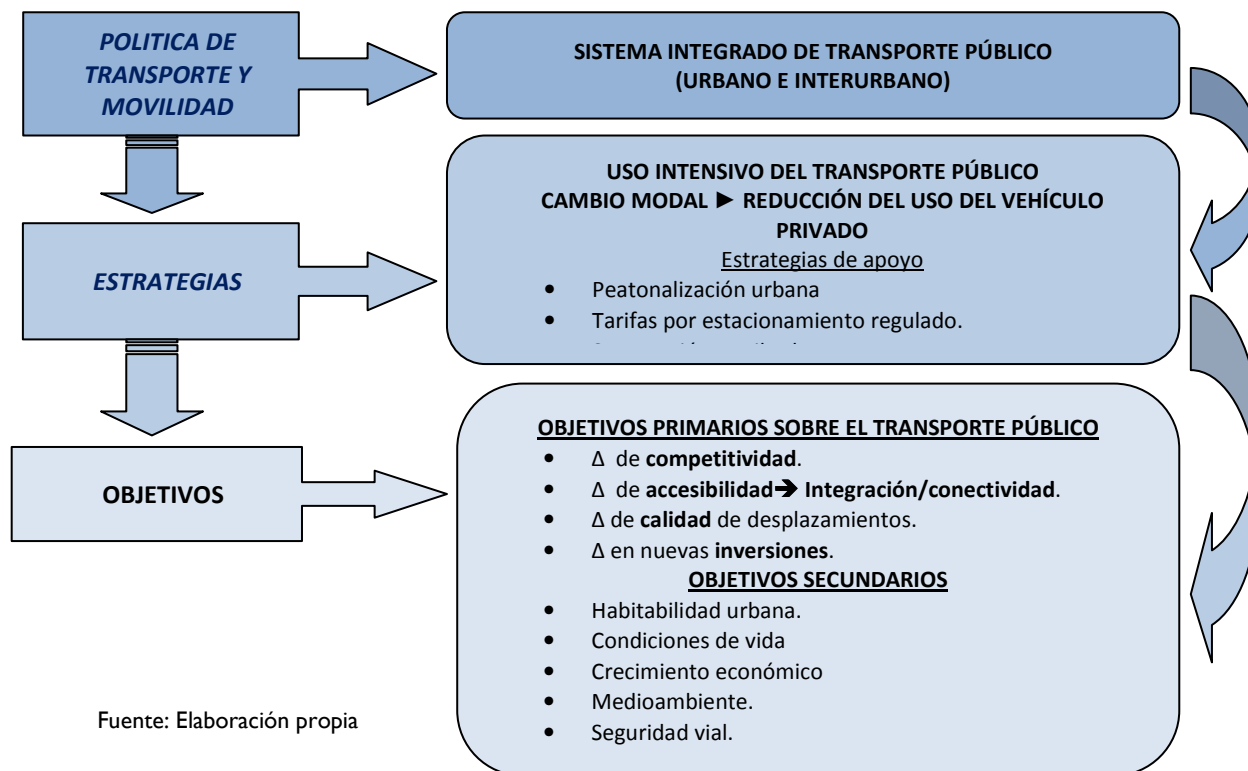 POLITICA DE
TRANSPORTE Y
MOVILIDAD
SISTEMA INTEGRADO DE TRANSPORTE PÚBLICO
(URBANO E INTERURBANO)
ESTRATEGIAS
USO INTENSIVO DEL TRANSPORTE PÚBLICO
CAMBIO MODAL ► REDUCCIÓN DEL USO DEL VEHÍCULO
PRIVADO
Estrategias de apoyo
• Peatonalización urbana
• Tarifas por estacionamiento regulado.
OBJETIVOS
OBJETIVOS PRIMARIOS SOBRE EL TRANSPORTE PÚBLICO
• Δ de competitividad.
• Δ de accesibilidad➔ Integración/conectividad.
• Δ de calidad de desplazamientos.
• Δ en nuevas inversiones.
OBJETIVOS SECUNDARIOS
• Habitabilidad urbana.
• Condiciones de vida
• Crecimiento económico
• Medioambiente.
• Seguridad vial.
Fuente: Elaboración propia